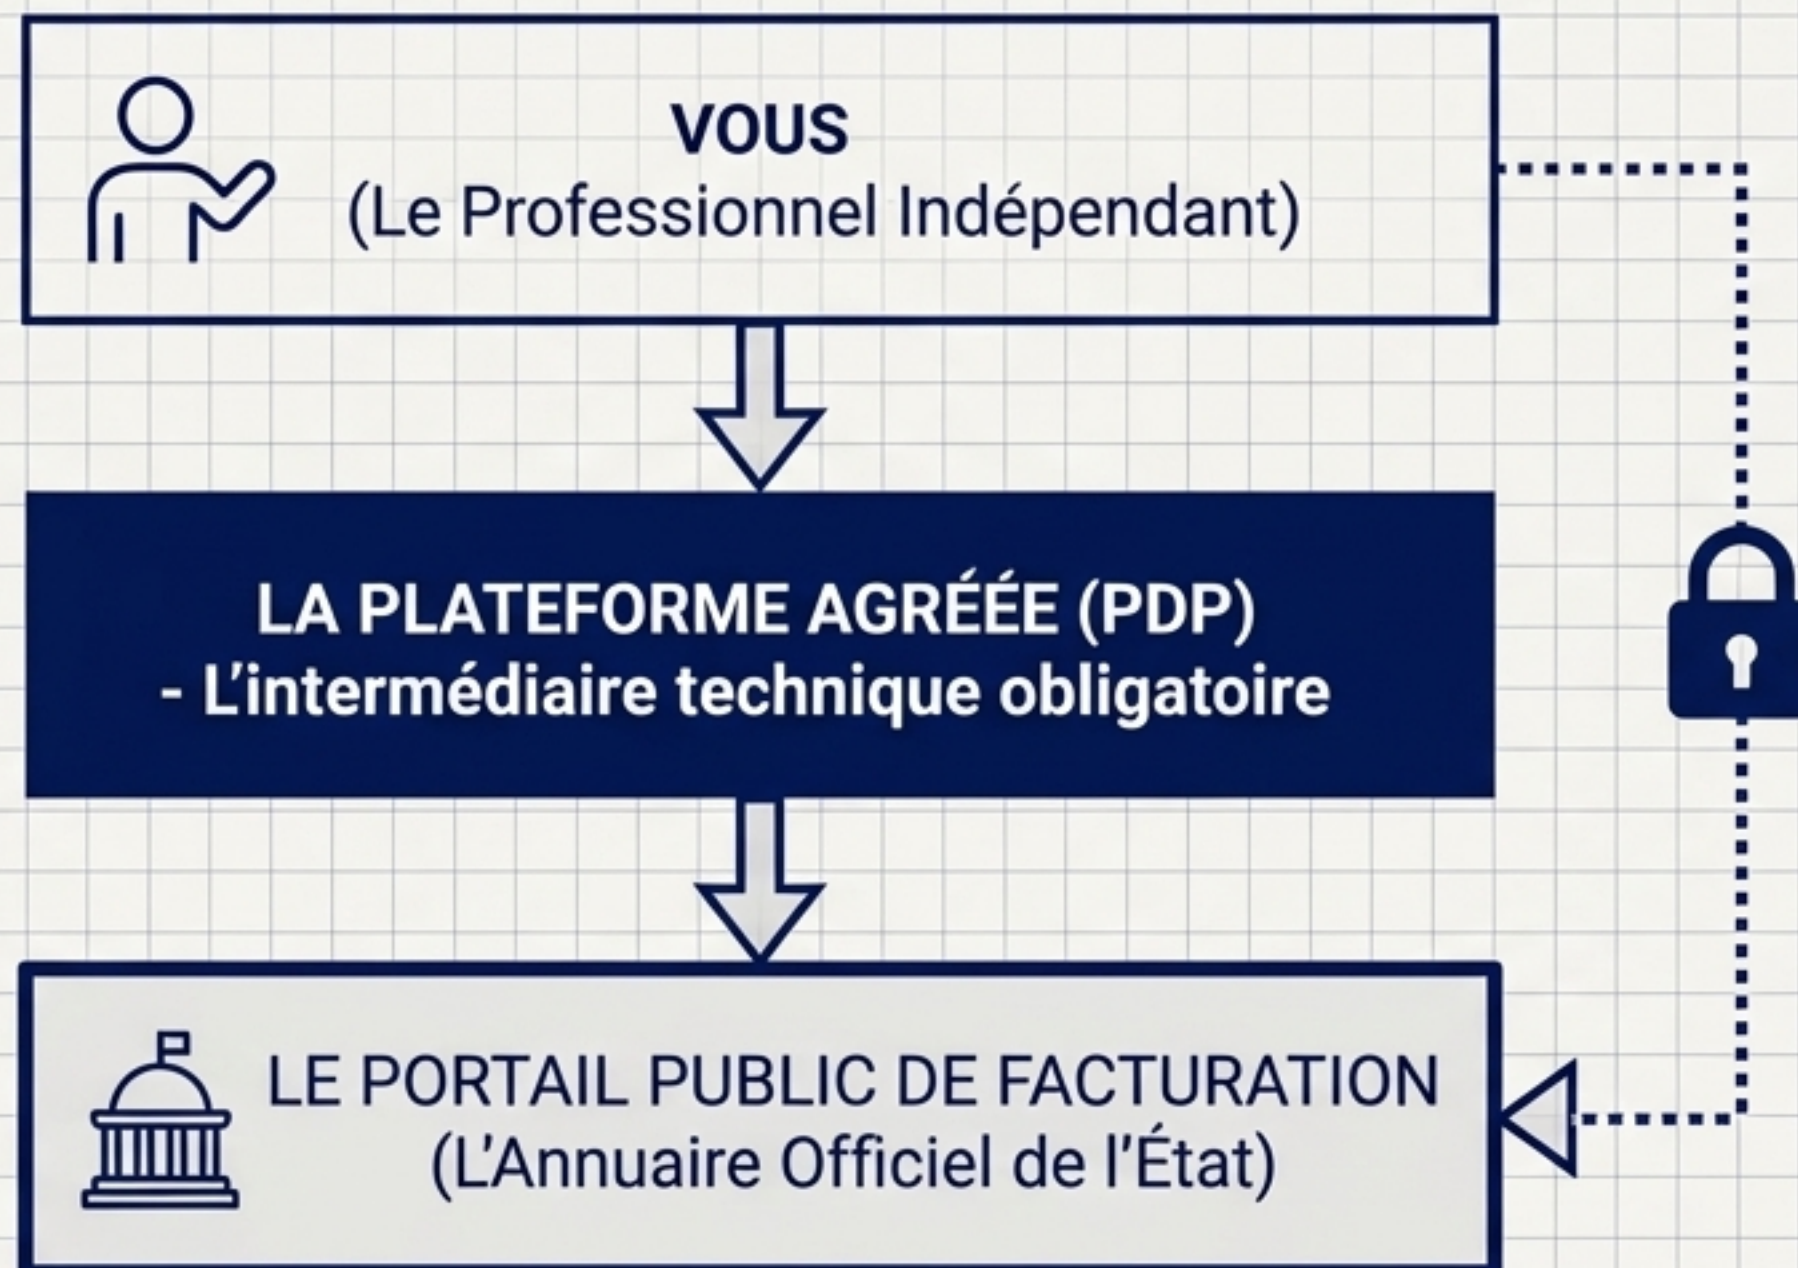 VOUS
(Le Professionnel Indépendant)
LA PLATEFORME AGRÉÉE (PDP)
- L’intermédiaire technique obligatoire
LE PORTAIL PUBLIC DE FACTURATION
(L’Annuaire Officiel de l’État)